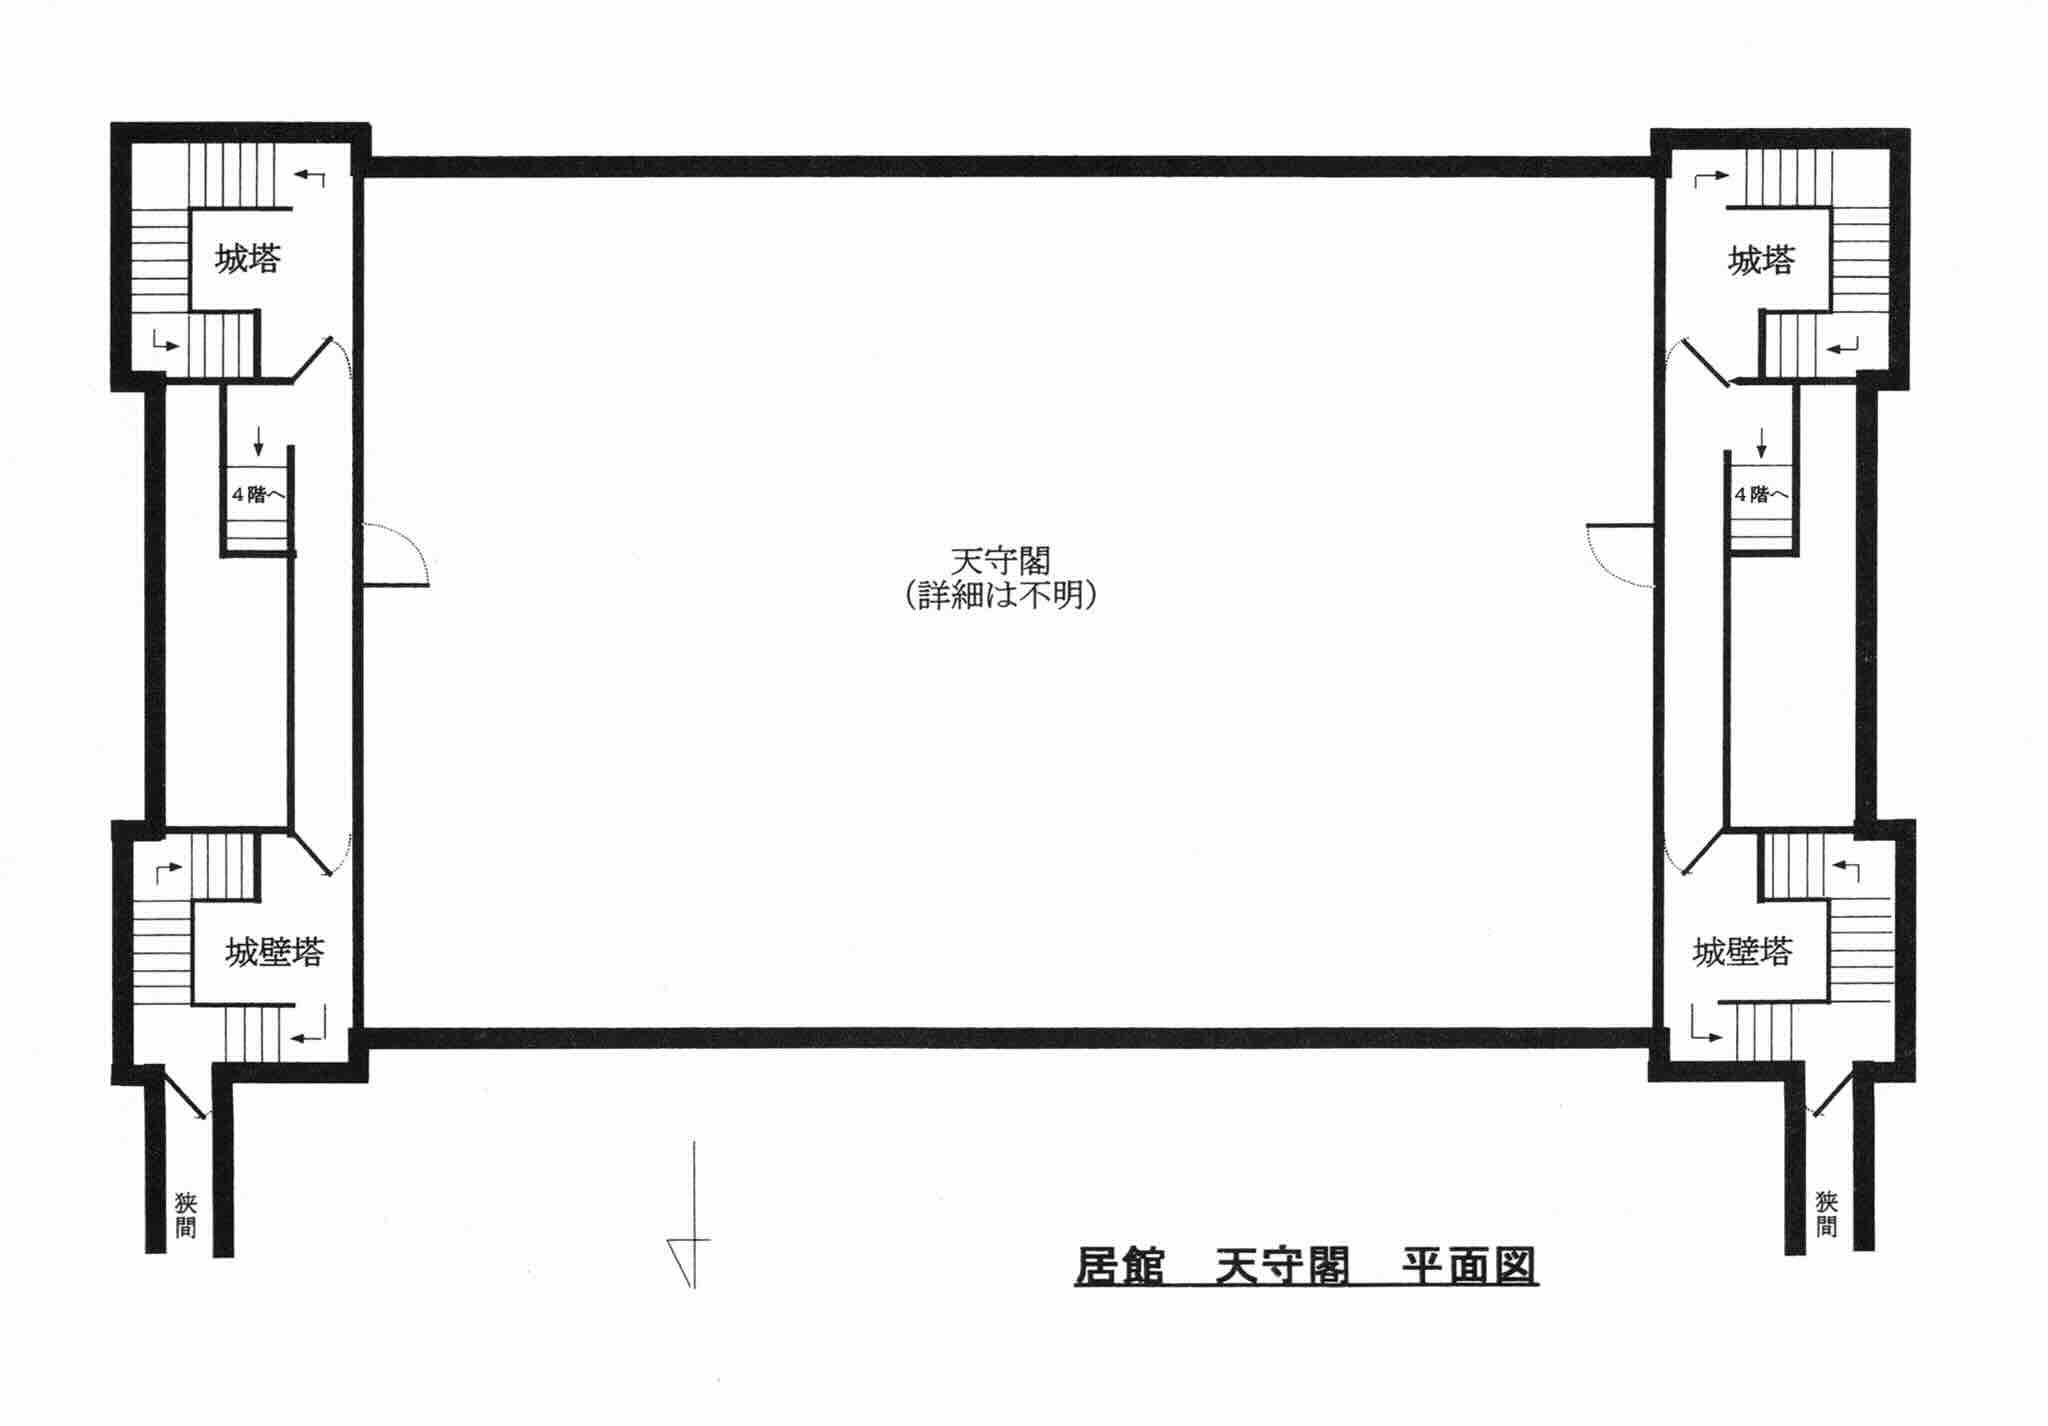 城塔
城塔
4階へ
4階へ
天守閣
(詳細は不明)
城壁塔
城壁塔
狭間
狭間
居館　天守閣　平面図